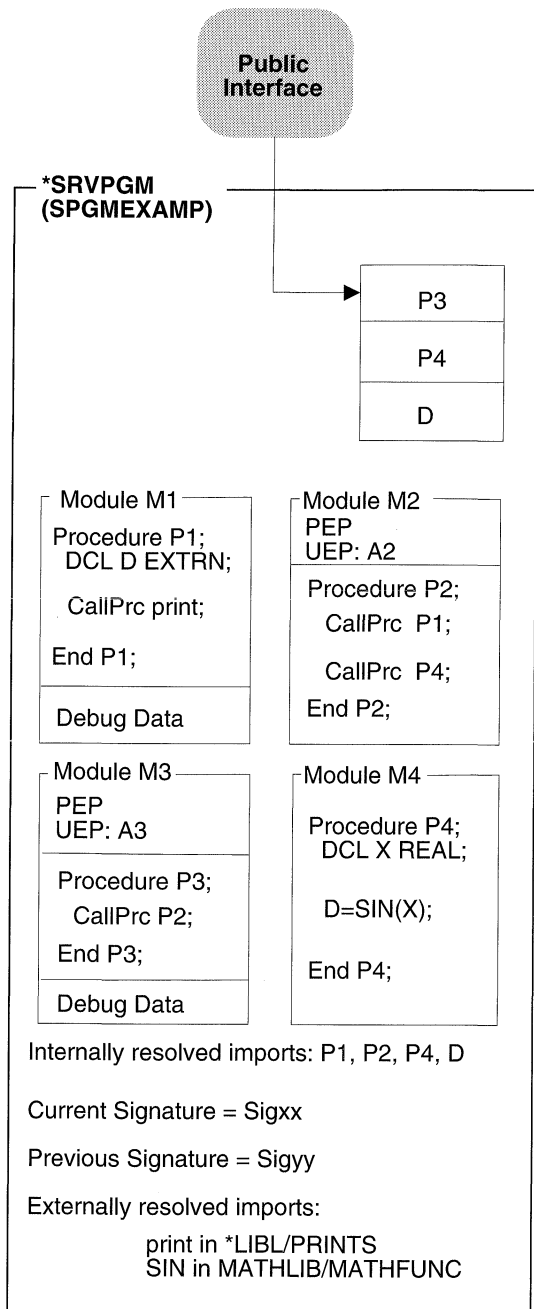 Public
Interface
*SRVPGM
(SPGMEXAMP)
P3
P4
D
Module M1
Procedure P1;
DCL D EXTRN;
CallPrc print;
End P1;
Debug Data
Module M2
PEP
UEP: A2
Procedure P2;
CallPrc P1;
CallPrc P4;
End P2;
Module M3
PEP
UEP: A3
Procedure P3;
CallPrc P2;
End P3;
Debug Data
Module M4
Procedure P4;
DCL X REAL;
D=SIN(X);
End P4;
Internally resolved imports: P1, P2, P4, D
Current Signature = Sigxx
Previous Signature = Sigyy
Externally resolved imports:
print in *LIBL/PRINTS
SIN in MATHLIB/MATHFUNC